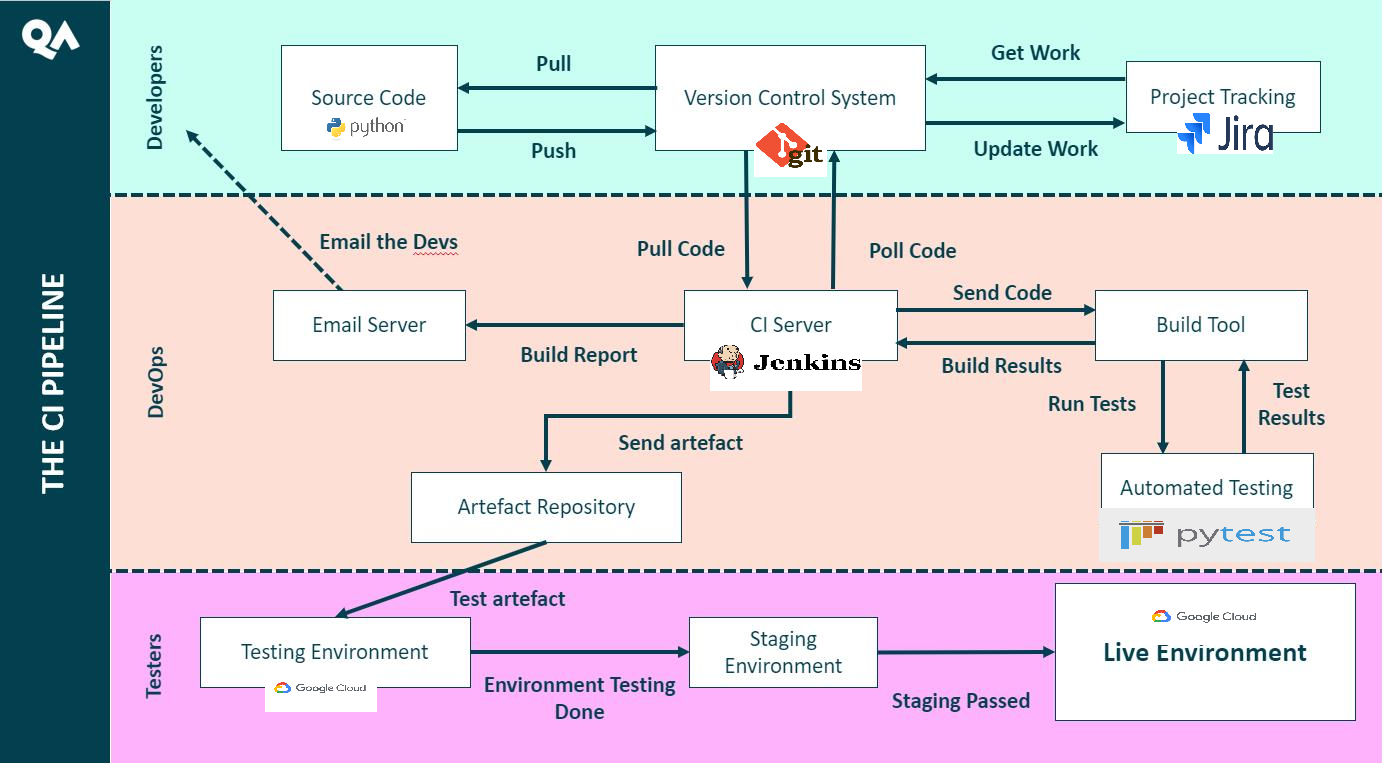 QA
THE CI PIPELINE
Developers
Source Code
python
Pull
Push
Version Control System
git
Get Work
Update Work
Project Tracking
Jira
DevOps
Email the Devs
Pull Code
Poll Code
Email Server
Build Report
CI Server
Jenkins
Send Code
Build Results
Build Tool
Run Tests
Test
Results
Send artefact
Artefact Repository
Automated Testing
pytest
Testers
Test artefact
Testing Environment
Google Cloud
Environment Testing
Done
Staging
Environment
Staging Passed
Google Cloud
Live Environment